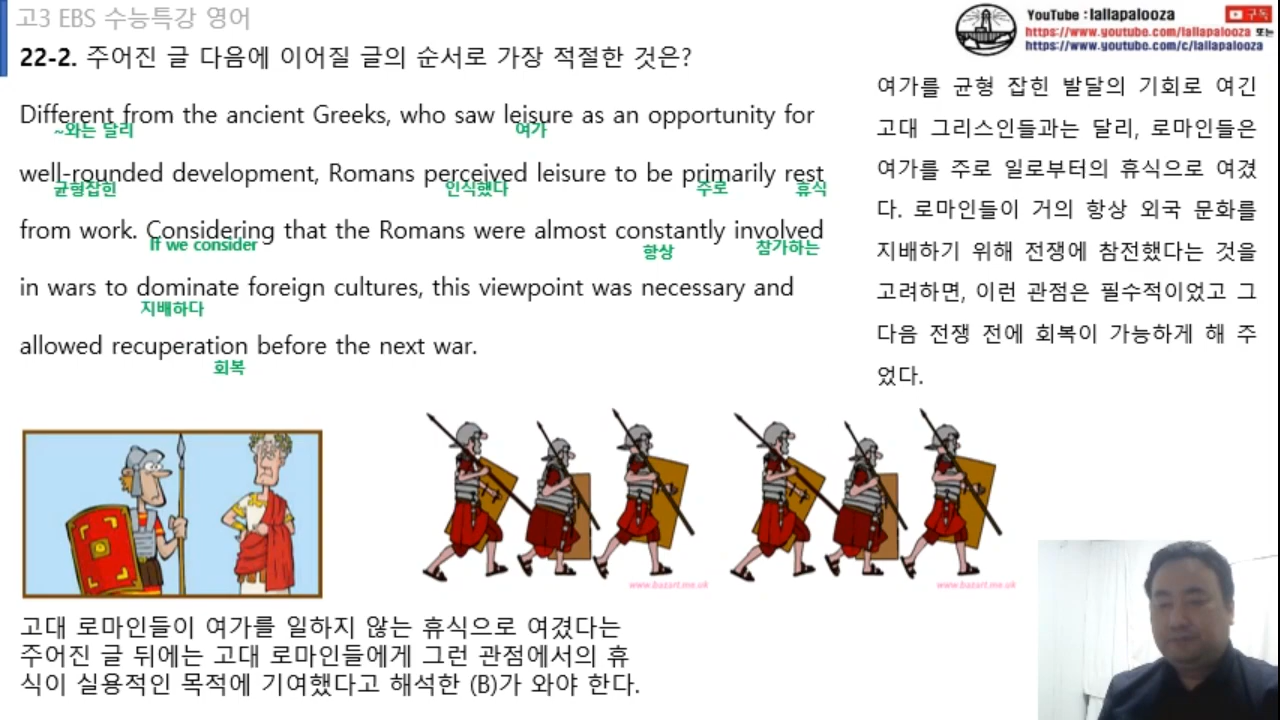 고3 EBS 수능특강 영어
YouTube : lallapalooza
구독
https://www.youtube.com/lallapalooza 또는
https://www.youtube.com/c/lallapalooza
22-2. 주어진 글 다음에 이어질 글의 순서로 가장 적절한 것은?
Different from the ancient Greeks, who saw leisure as an opportunity for
~와는 달리
여가
well-rounded development, Romans perceived leisure to be primarily rest
균형잡힌
인식했다
주로
휴식
from work. Considering that the Romans were almost constantly involved
If we consider
항상
참가하는
in wars to dominate foreign cultures, this viewpoint was necessary and
지배하다
allowed recuperation before the next war.
회복
여가를 균형 잡힌 발달의 기회로 여긴
고대 그리스인들과는 달리, 로마인들은
여가를 주로 일로부터의 휴식으로 여겼
다. 로마인들이 거의 항상 외국 문화를
지배하기 위해 전쟁에 참전했다는 것을
고려하면, 이런 관점은 필수적이었고 그
다음 전쟁 전에 회복이 가능하게 해 주
었다.
www.bazart.me.uk
www.bazart.me.uk
고대 로마인들이 여가를 일하지 않는 휴식으로 여겼다는
주어진 글 뒤에는 고대 로마인들에게 그런 관점에서의 휴
식이 실용적인 목적에 기여했다고 해석한 (B)가 와야 한다.